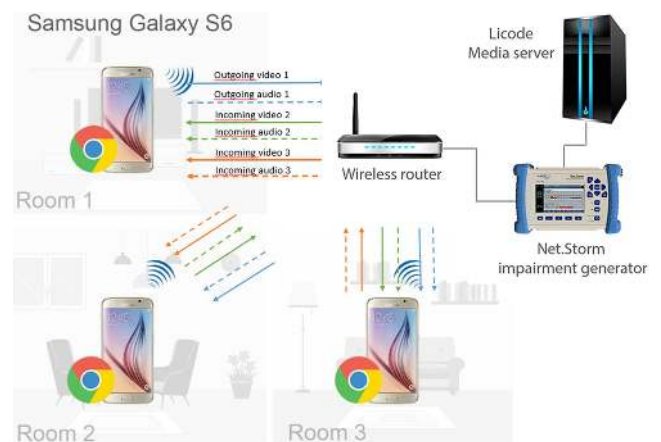 Samsung Galaxy S6
Licode
Media server
Outgoing video 1
Outgoing audio 1
Incoming video 2
Incoming audio 2
Incoming video 3
Incoming audio 3
Wireless router
Room 1
Net.Storm
impairment generator
Room 2
Room 3